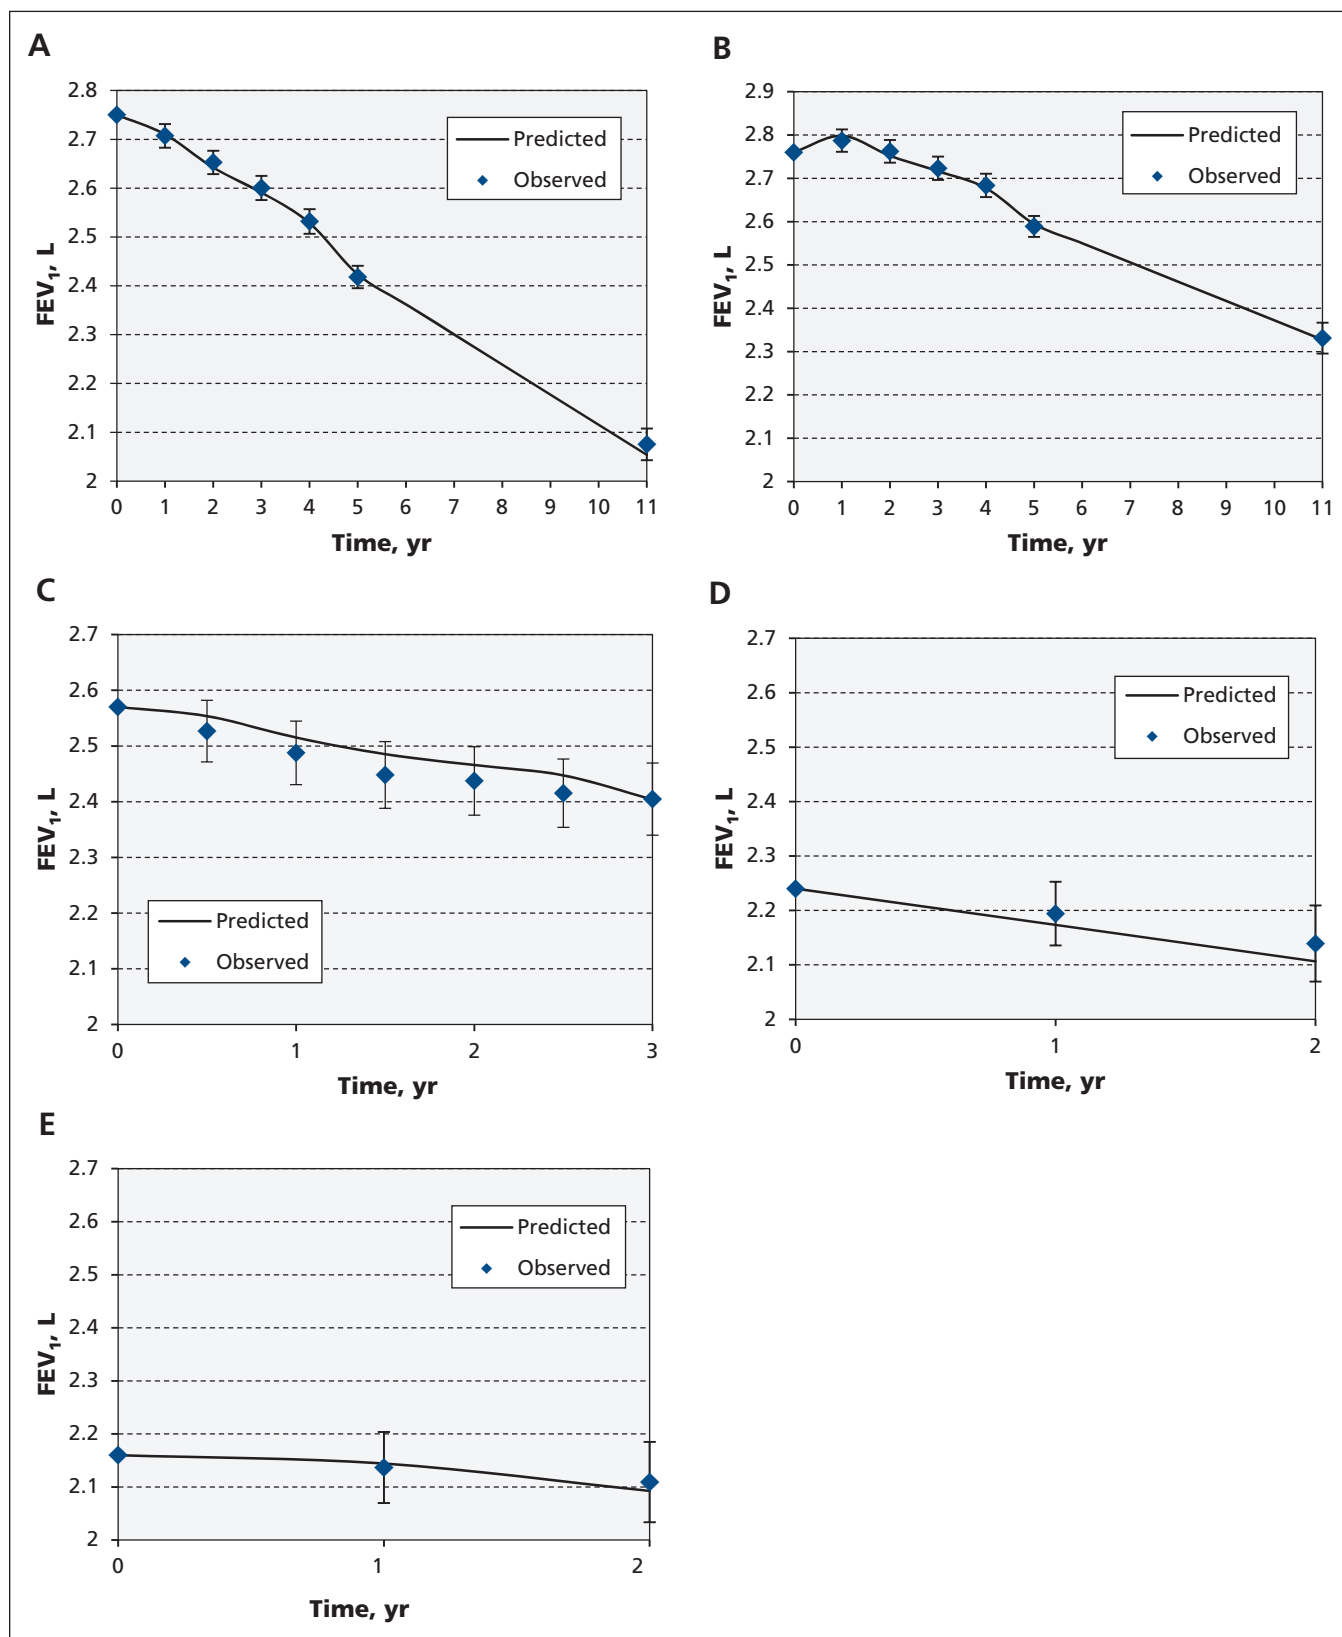 A
2.8
2.7
2.6
2.5
2.4
2.3
2.2
2.1
2
FEV₁, L
Predicted
Observed
0 1 2 3 4 5 6 7 8 9 10 11
Time, yr
B
2.9
2.8
2.7
2.6
2.5
2.4
2.3
2.2
2.1
2
FEV₁, L
Predicted
Observed
0 1 2 3 4 5 6 7 8 9 10 11
Time, yr
C
2.7
2.6
2.5
2.4
2.3
2.2
2.1
2
FEV₁, L
Predicted
Observed
0 1 2 3
Time, yr
D
2.7
2.6
2.5
2.4
2.3
2.2
2.1
2
FEV₁, L
Predicted
Observed
0 1 2
Time, yr
E
2.7
2.6
2.5
2.4
2.3
2.2
2.1
2
FEV₁, L
Predicted
Observed
0 1 2
Time, yr